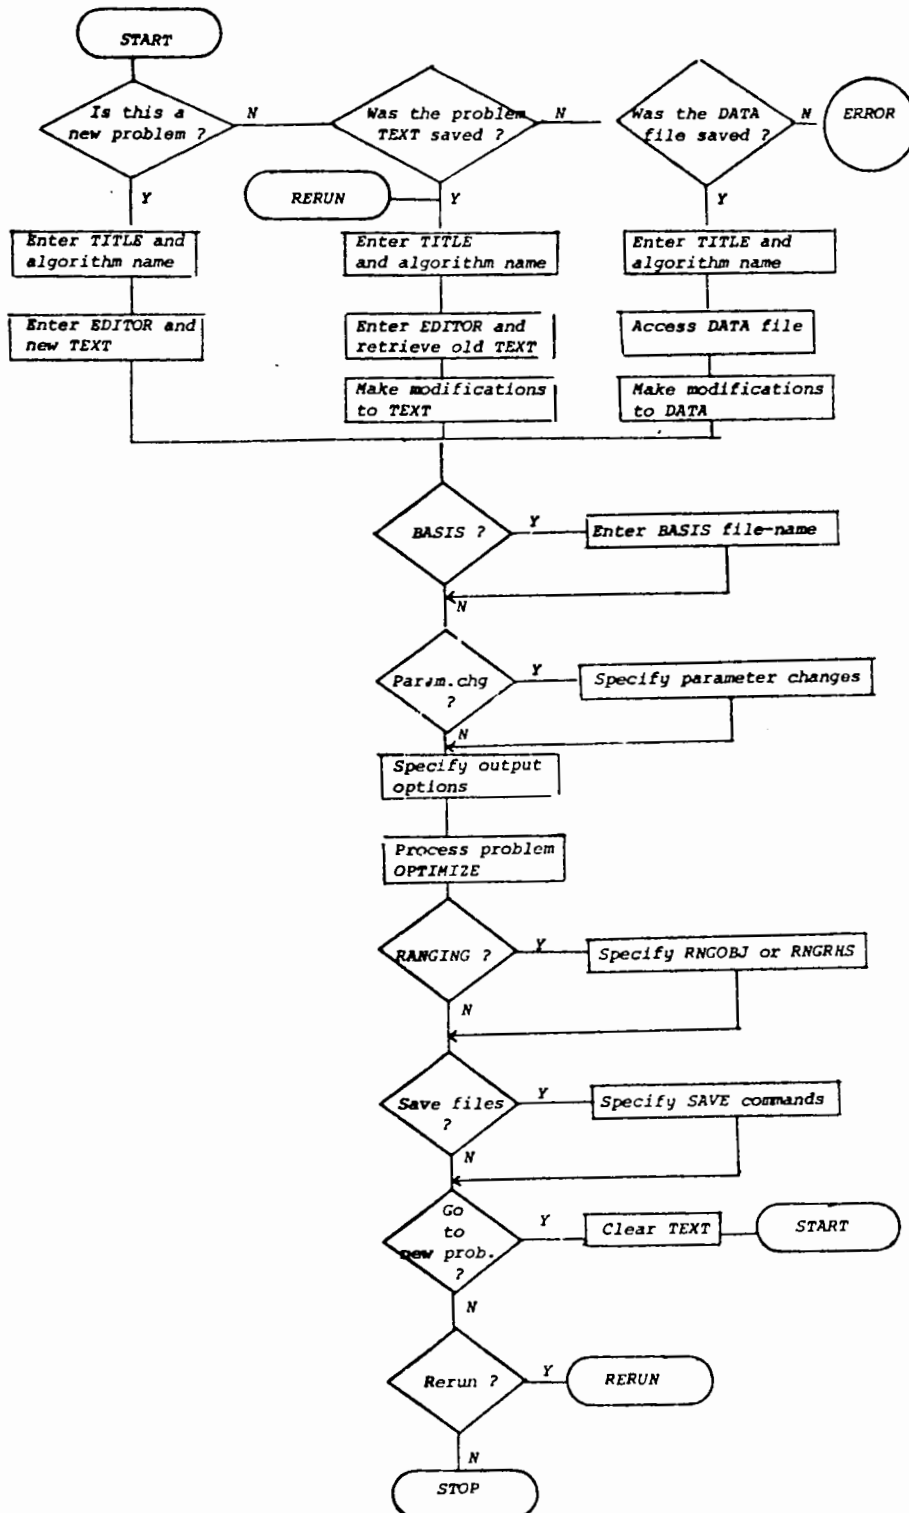 START
Is this a
new problem ?
N
Was the problem
TEXT saved ?
N
Was the DATA
file saved ?
N
ERROR
Y
RERUN
Y
Y
Enter TITLE and
algorithm name
Enter TITLE
and algorithm name
Enter TITLE and
algorithm name
Enter EDITOR and
new TEXT
Enter EDITOR and
retrieve old TEXT
Access DATA file
Make modifications
to TEXT
Make modifications
to DATA
BASIS ?
Y
Enter BASIS file-name
N
Param.chg
?
Y
Specify parameter changes
N
Specify output
options
Process problem
OPTIMIZE
RANGING ?
Y
Specify RNGOBJ or RNGRHS
N
Save files
?
Y
Specify SAVE commands
N
Go
to
new prob.
?
Y
Clear TEXT
START
N
Rerun ?
Y
RERUN
N
STOP